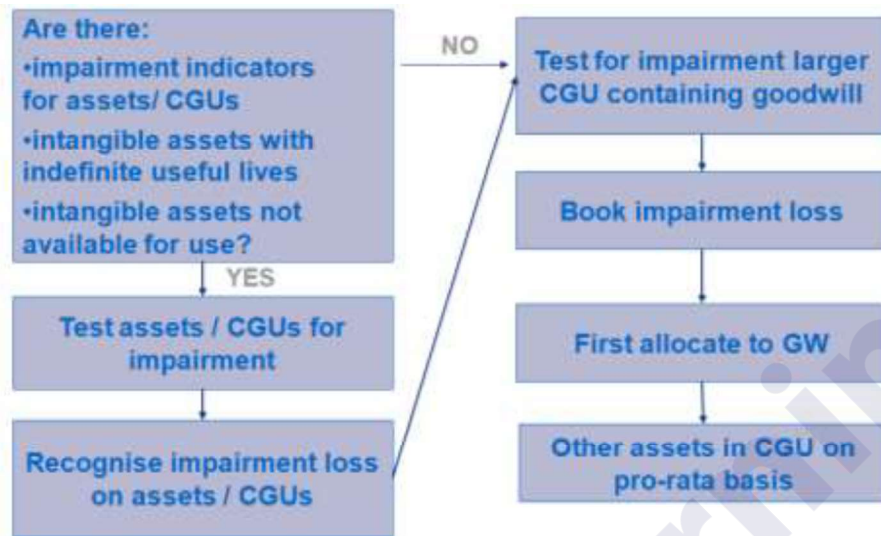 Are there:
•impairment indicators
for assets/ CGUs
•intangible assets with
indefinite useful lives
•intangible assets not
available for use?
NO
YES
Test assets / CGUs for
impairment
Recognise impairment loss
on assets / CGUs
Test for impairment larger
CGU containing goodwill
Book impairment loss
First allocate to GW
Other assets in CGU on
pro-rata basis